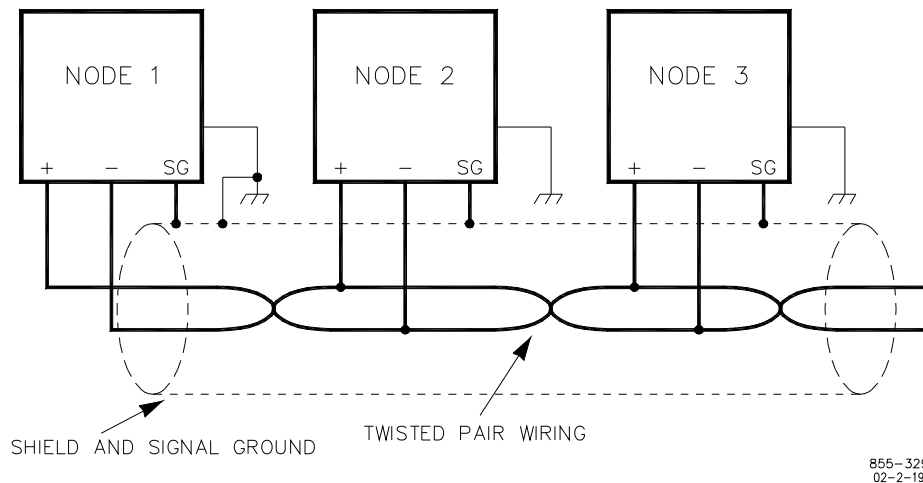 NODE 1
NODE 2
NODE 3
+ − SG
+ − SG
+ − SG
SHIELD AND SIGNAL GROUND
TWISTED PAIR WIRING